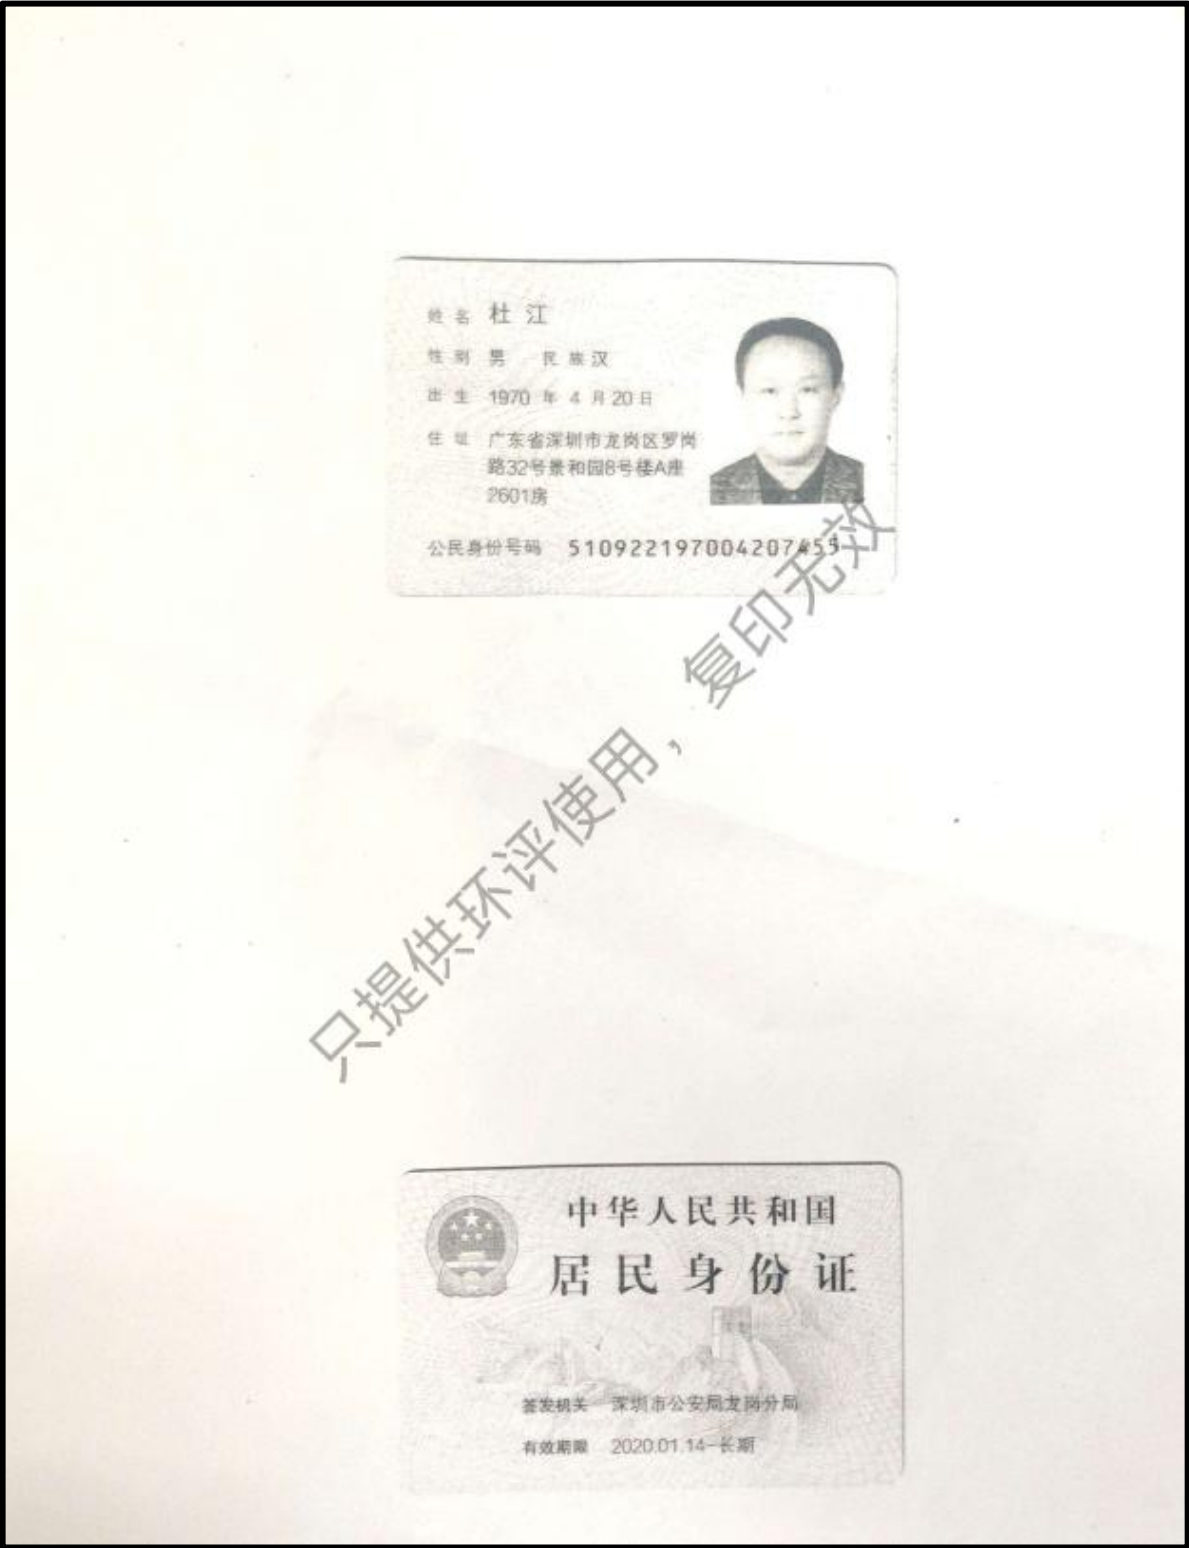 姓名 杜江
性别 男 民族 汉
出生 1970 年 4 月 20 日
住址 广东省深圳市龙岗区罗岗
路32号景和园8号楼A座
2601房
公民身份号码 510922197004207455
只提供环评使用，复印无效
中华人民共和国
居民身份证
签发机关 深圳市公安局龙岗分局
有效期限 2020.01.14-长期